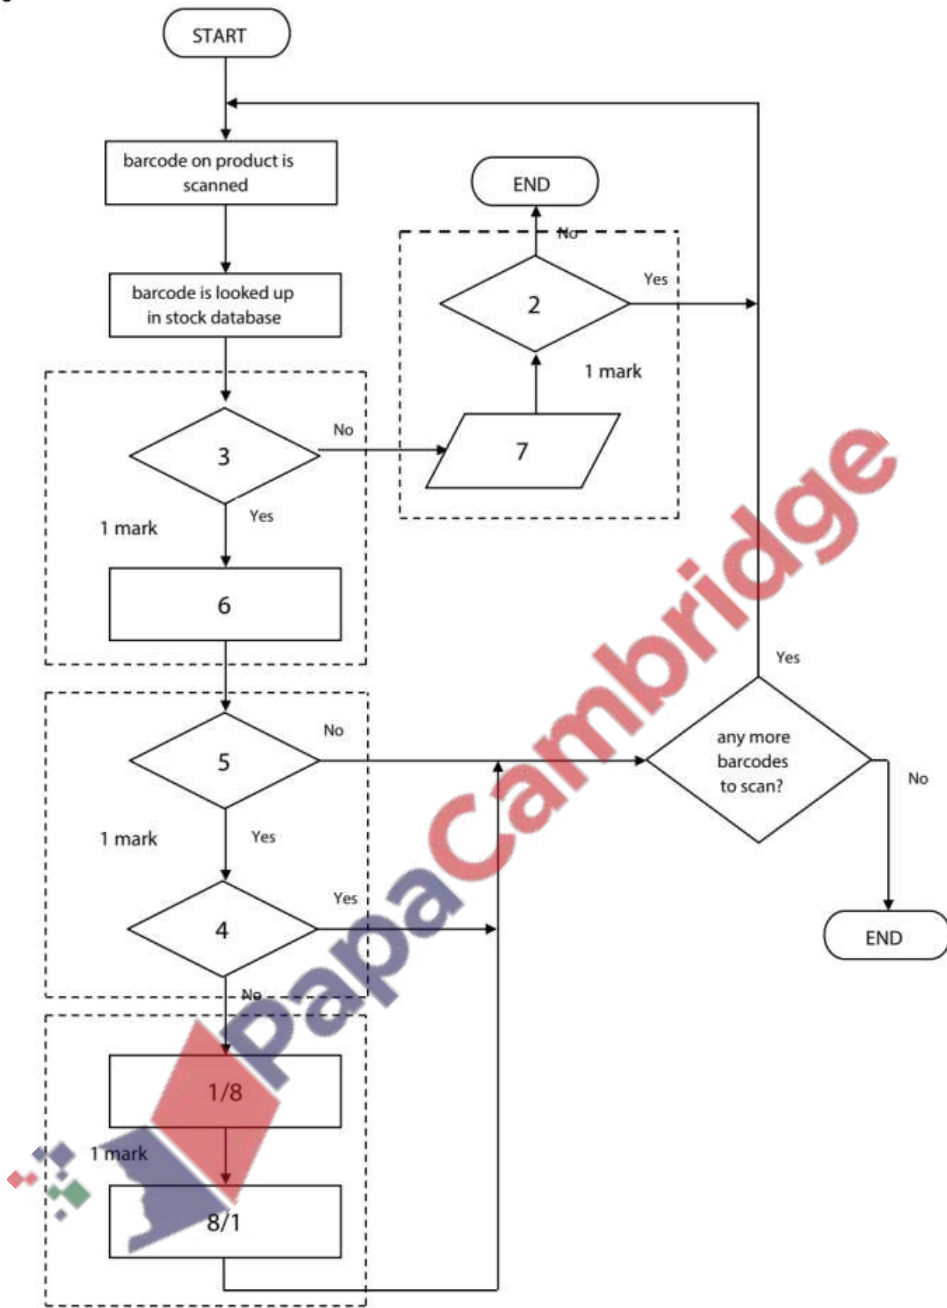 START
barcode on product is
scanned
END
No
2
Yes
barcode is looked up
in stock database
1 mark
3
No
7
Yes
1 mark
6
Yes
5
No
any more
barcodes
to scan?
No
1 mark
Yes
4
Yes
END
No
1/8
1 mark
8/1
PapaCambridge